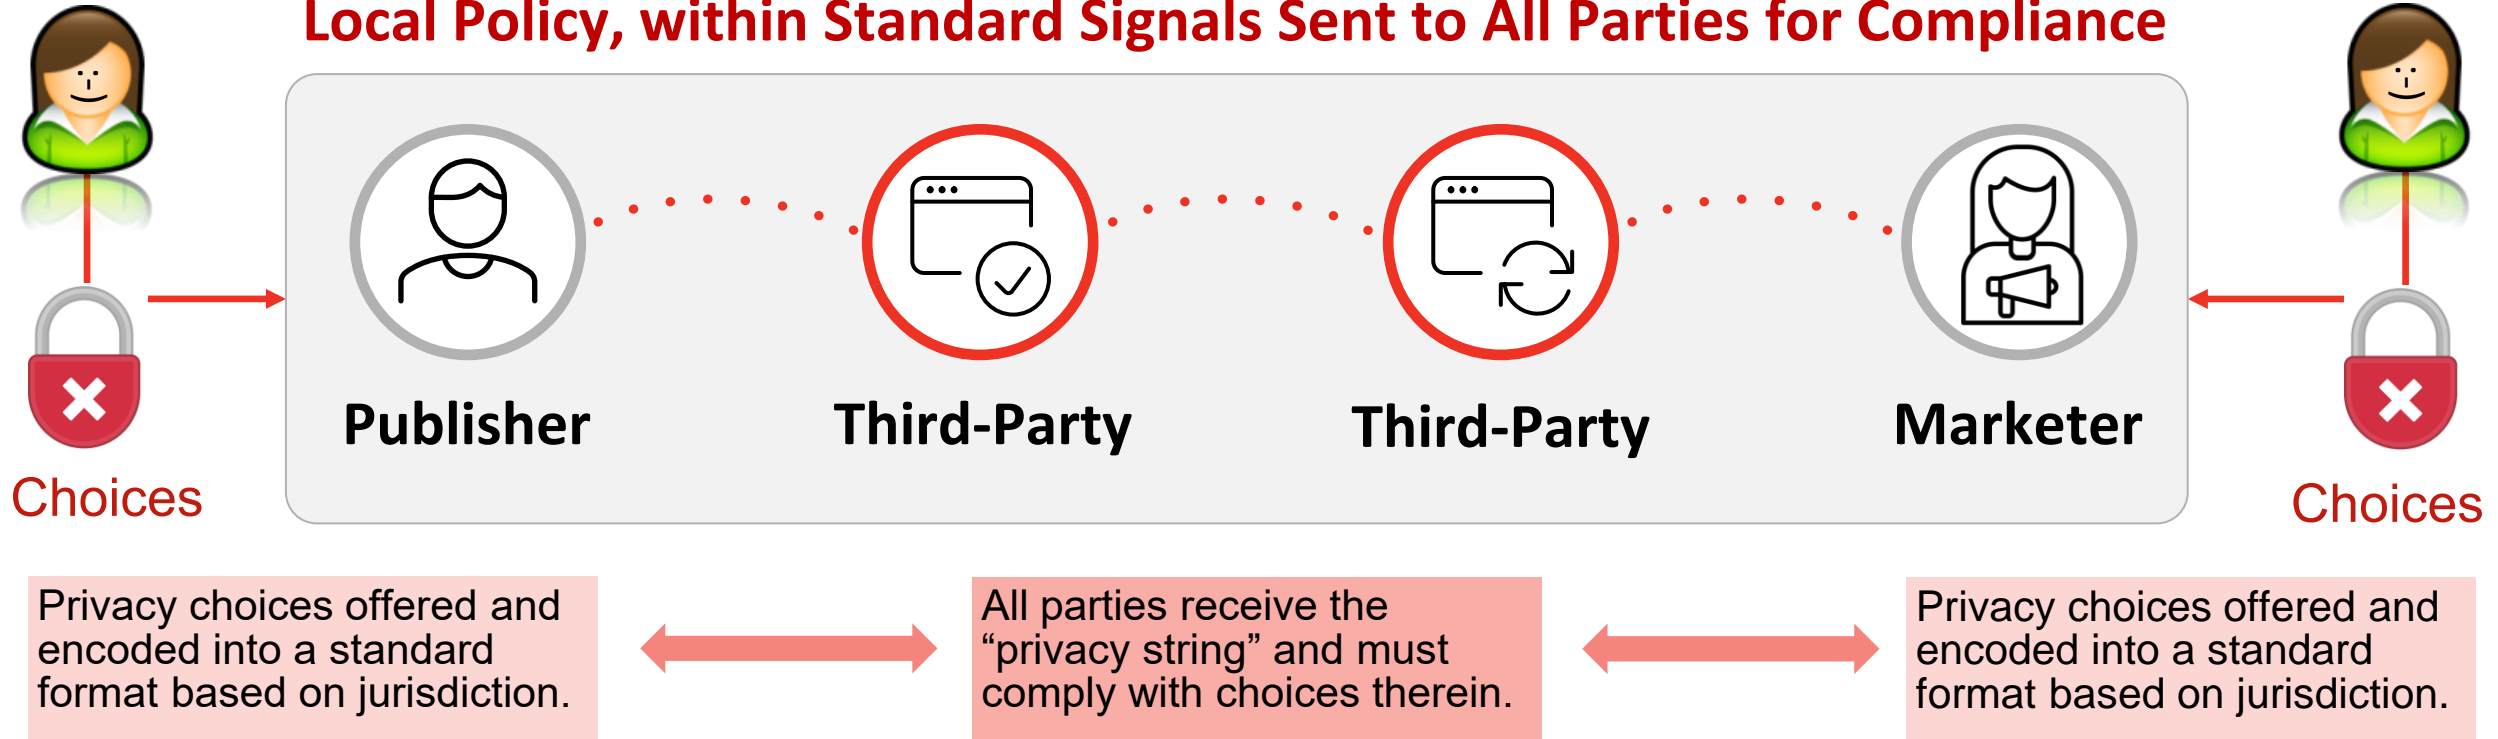 Local Policy, within Standard Signals Sent to All Parties for Compliance
Publisher
Third-Party
Third-Party
Marketer
Choices
Choices
Privacy choices offered and
encoded into a standard
format based on jurisdiction.
All parties receive the
“privacy string” and must
comply with choices therein.
Privacy choices offered and
encoded into a standard
format based on jurisdiction.